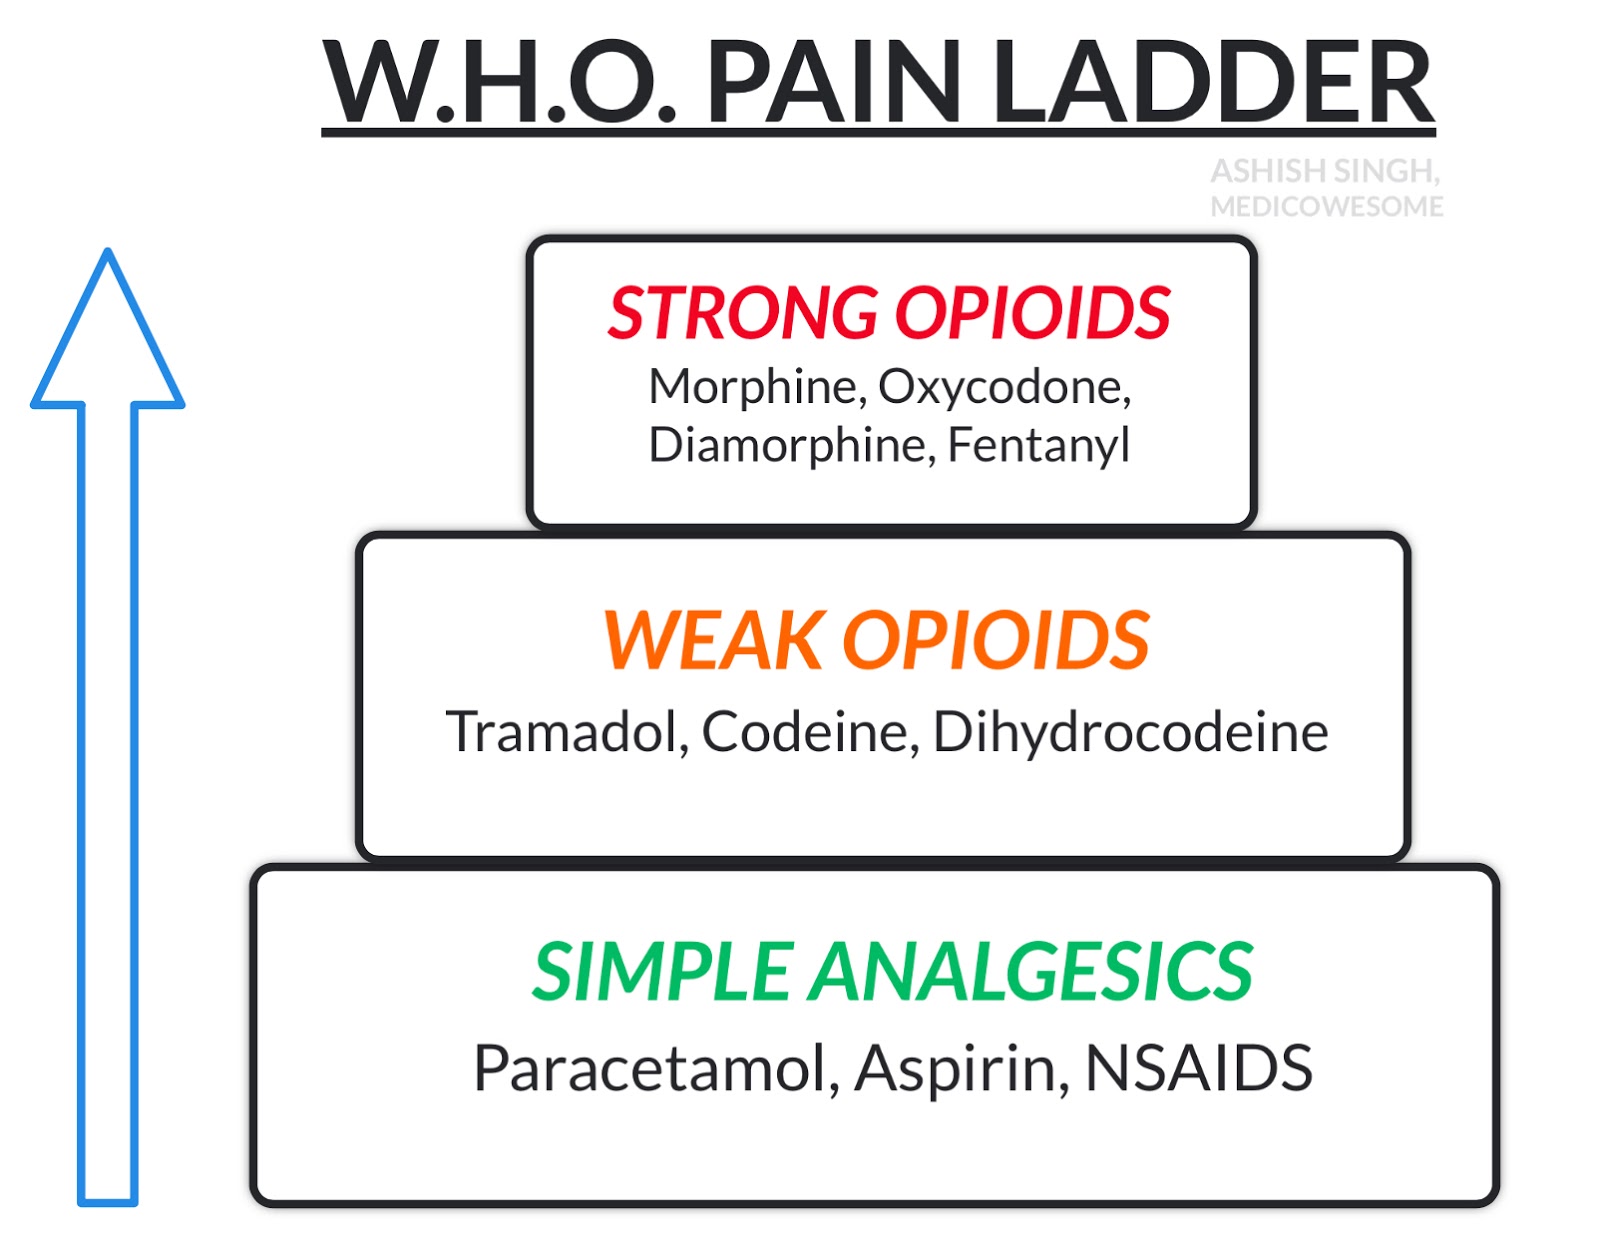 W.H.O. PAIN LADDER
ASHISH SINGH,
MEDICOWESOME
STRONG OPIOIDS
Morphine, Oxycodone,
Diamorphine, Fentanyl
WEAK OPIOIDS
Tramadol, Codeine, Dihydrocodeine
SIMPLE ANALGESICS
Paracetamol, Aspirin, NSAIDS